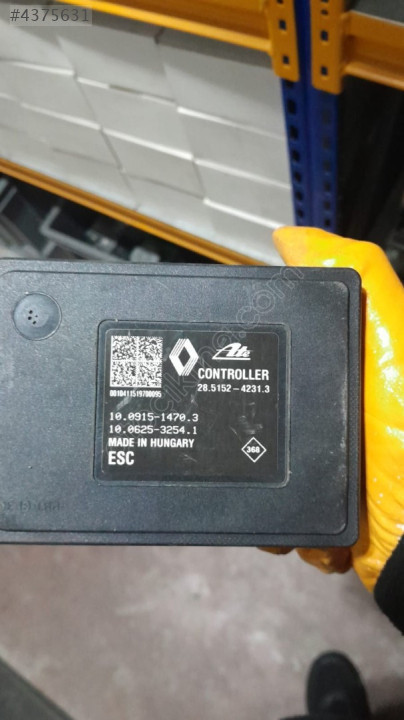 #4375631
Ate
CONTROLLER
28.5152-4231.3
10.0915-1470.3
10.0625-3254.1
MADE IN HUNGARY
ESC
368